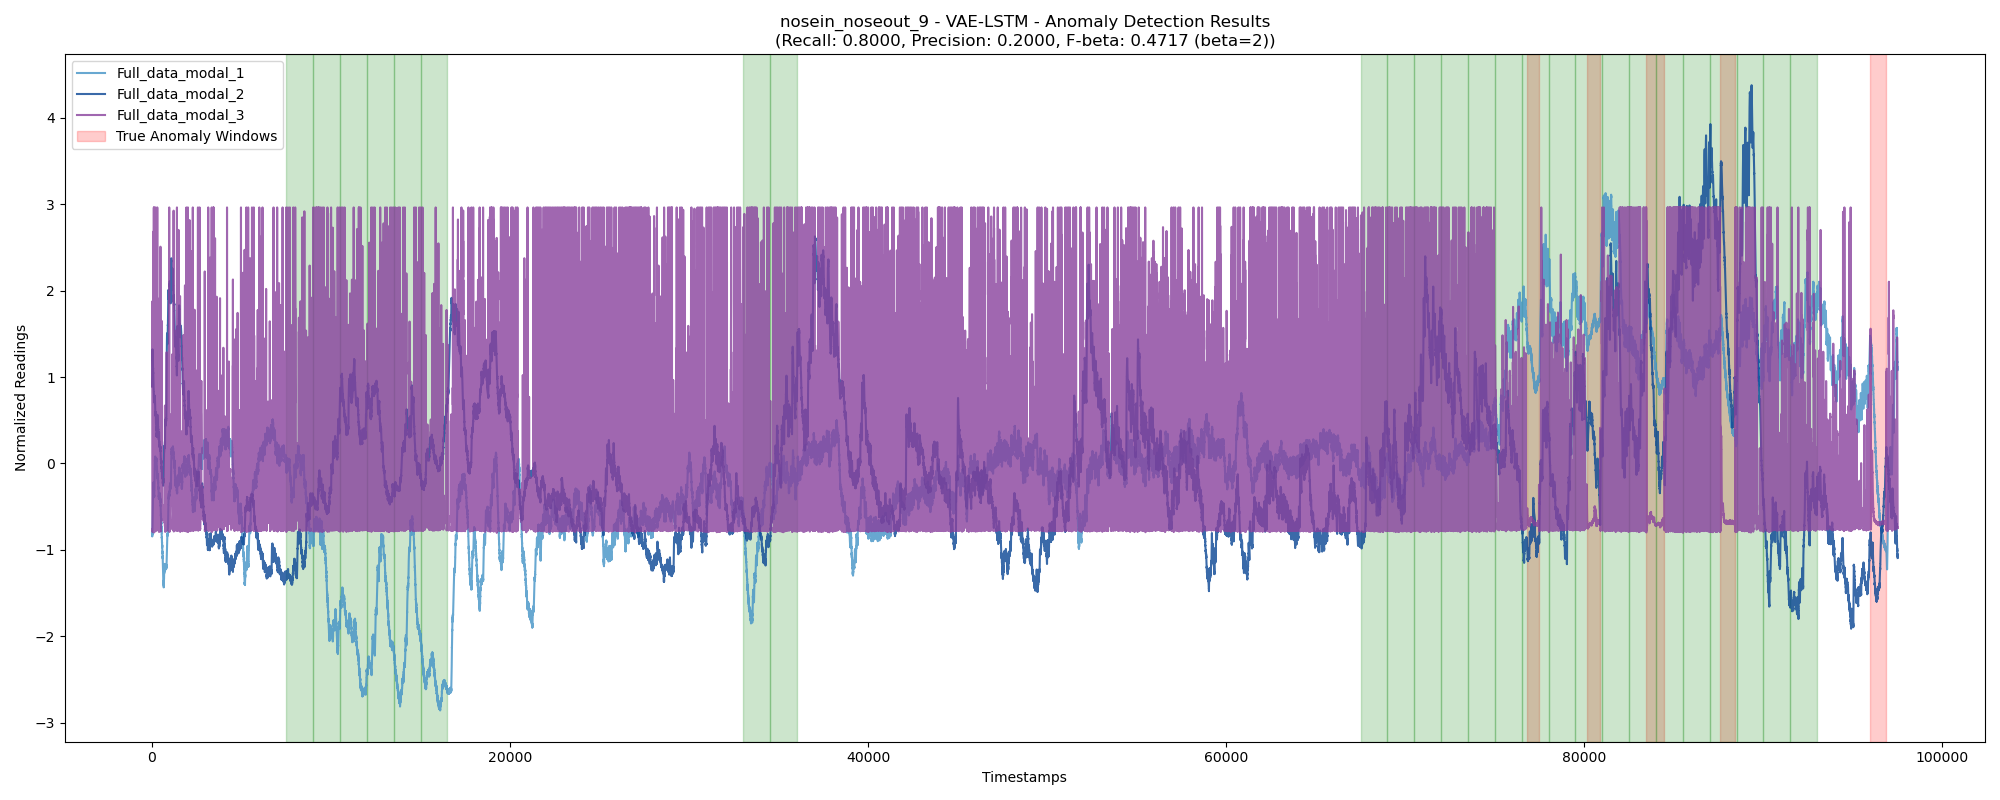 nosein_noseout_9 - VAE-LSTM - Anomaly Detection Results
(Recall: 0.8000, Precision: 0.2000, F-beta: 0.4717 (beta=2))
Full_data_modal_1
Full_data_modal_2
Full_data_modal_3
True Anomaly Windows
Normalized Readings
4
3
2
1
0
−1
−2
−3
0
20000
40000
60000
80000
100000
Timestamps